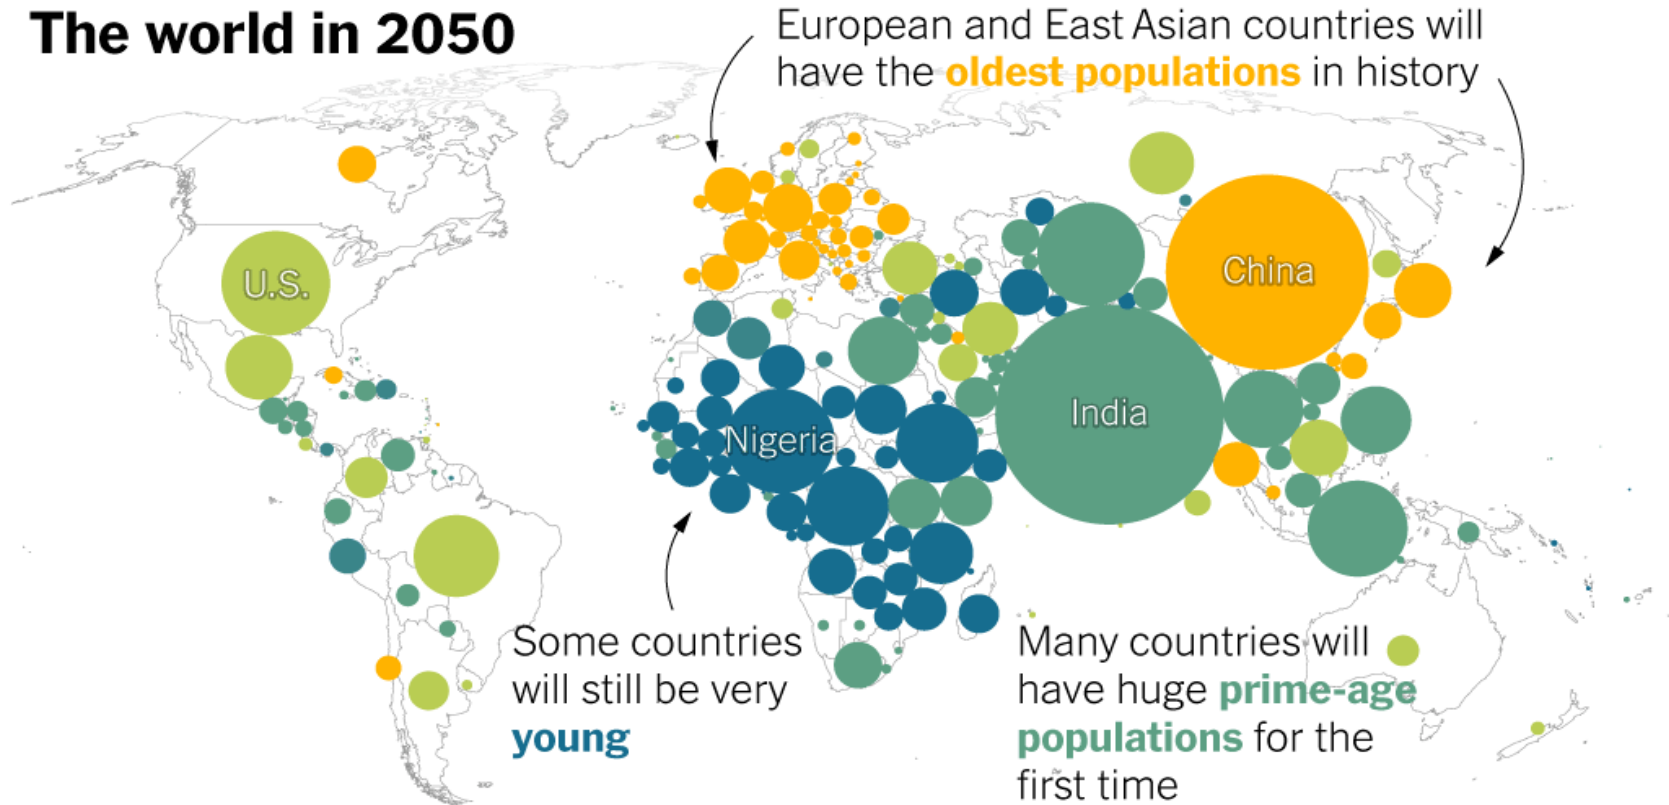 The world in 2050
European and East Asian countries will
have the oldest populations in history
U.S.
China
India
Nigeria
Some countries
will still be very
young
Many countries will
have huge prime-age
populations for the
first time